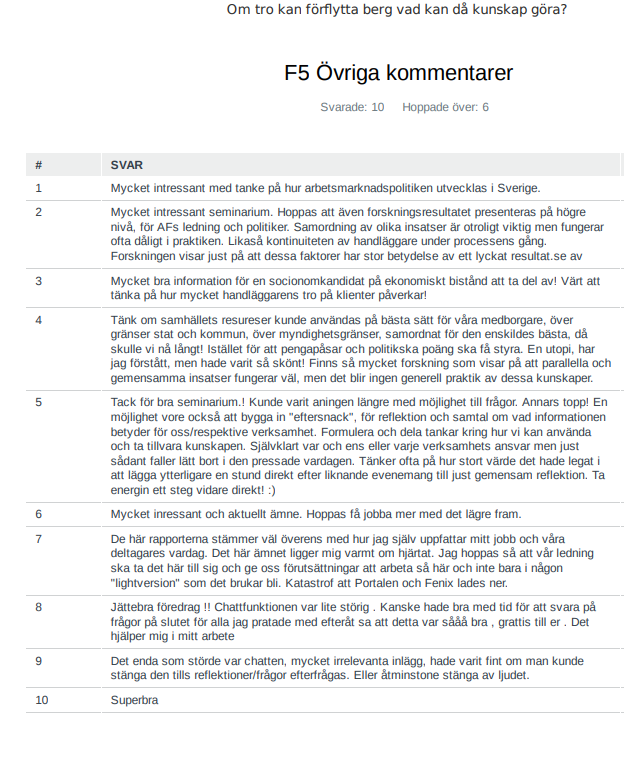 Om tro kan förflytta berg vad kan då kunskap göra?
F5 Övriga kommentarer
Svarade: 10 Hoppade över: 6
# SVAR
1 Mycket intressant med tanke på hur arbetsmarknadspolitiken utvecklas i Sverige.
2 Mycket intressant seminarium. Hoppas att även forskningsresultatet presenteras på högre
nivå, för AFs ledning och politiker. Samordning av olika insatser är otroligt viktig men fungerar
ofta dåligt i praktiken. Likaså kontinuiteten av handläggare under processens gång.
Forskningen visar just på att dessa faktorer har stor betydelse av ett lyckat resultat.se av
3 Mycket bra information för en socionomkandidat på ekonomiskt bistånd att ta del av! Värt att
tänka på hur mycket handläggarens tro på klienter påverkar!
4 Tänk om samhällets resureser kunde användas på bästa sätt för våra medborgare, över
gränser stat och kommun, över myndighetsgränser, samordnat för den enskildes bästa, då
skulle vi nå långt! Istället för att pengapåsar och politikska poäng ska få styra. En utopi, har
jag förstått, men hade varit så skönt! Finns så mycket forskning som visar på att parallella och
gemensamma insatser fungerar väl, men det blir ingen generell praktik av dessa kunskaper.
5 Tack för bra seminarium.! Kunde varit aningen längre med möjlighet till frågor. Annars topp! En
möjlighet vore också att bygga in "eftersnack", för reflektion och samtal om vad informationen
betyder för oss/respektive verksamhet. Formulera och dela tankar kring hur vi kan använda
och ta tillvara kunskapen. Självklart var och ens eller varje verksamhets ansvar men just
sådant faller lätt bort i den pressade vardagen. Tänker ofta på hur stort värde det hade legat i
att lägga ytterligare en stund direkt efter liknande evenemang till just gemensam reflektion. Ta
energin ett steg vidare direkt! :)
6 Mycket inressant och aktuellt ämne. Hoppas få jobba mer med det lägre fram.
7 De här rapporterna stämmer väl överens med hur jag själv uppfattar mitt jobb och våra
deltagares vardag. Det här ämnet ligger mig varmt om hjärtat. Jag hoppas så att vår ledning
ska ta det här till sig och ge oss förutsättningar att arbeta så här och inte bara i någon
"lightversion" som det brukar bli. Katastrof att Portalen och Fenix lades ner.
8 Jättebra föredrag !! Chattfunktionen var lite störig . Kanske hade bra med tid för att svara på
frågor på slutet för alla jag pratade med efteråt sa att detta var sååå bra , grattis till er . Det
hjälper mig i mitt arbete
9 Det enda som störde var chatten, mycket irrelevanta inlägg, hade varit fint om man kunde
stänga den tills reflektioner/frågor efterfrågas. Eller åtminstone stänga av ljudet.
10 Superbra